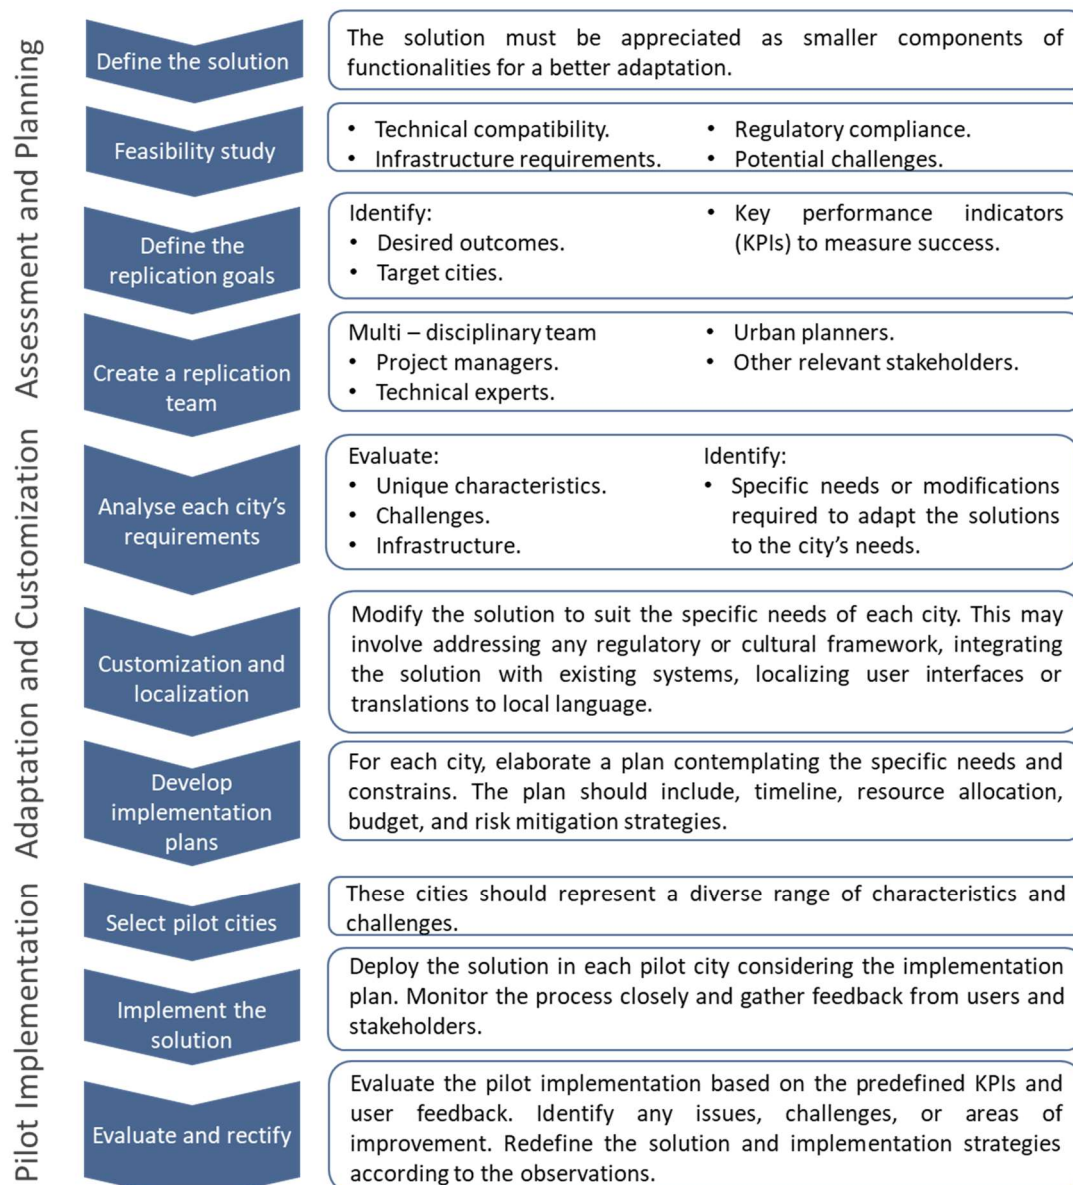 Assessment and Planning
Define the solution
The solution must be appreciated as smaller components of
functionalities for a better adaptation.
Feasibility study
• Technical compatibility.
• Infrastructure requirements.
• Regulatory compliance.
• Potential challenges.
Define the
replication goals
Identify:
• Desired outcomes.
• Target cities.
• Key performance indicators
(KPIs) to measure success.
Create a replication
team
Multi – disciplinary team
• Project managers.
• Technical experts.
• Urban planners.
• Other relevant stakeholders.
Adaptation and Customization
Analyse each city's
requirements
Evaluate:
• Unique characteristics.
• Challenges.
• Infrastructure.
Identify:
• Specific needs or modifications
required to adapt the solutions
to the city's needs.
Customization and
localization
Modify the solution to suit the specific needs of each city. This may
involve addressing any regulatory or cultural framework, integrating
the solution with existing systems, localizing user interfaces or
translations to local language.
Develop
implementation
plans
For each city, elaborate a plan contemplating the specific needs and
constrains. The plan should include, timeline, resource allocation,
budget, and risk mitigation strategies.
Pilot Implementation
Select pilot cities
These cities should represent a diverse range of characteristics and
challenges.
Implement the
solution
Deploy the solution in each pilot city considering the implementation
plan. Monitor the process closely and gather feedback from users and
stakeholders.
Evaluate and rectify
Evaluate the pilot implementation based on the predefined KPIs and
user feedback. Identify any issues, challenges, or areas of
improvement. Redefine the solution and implementation strategies
according to the observations.